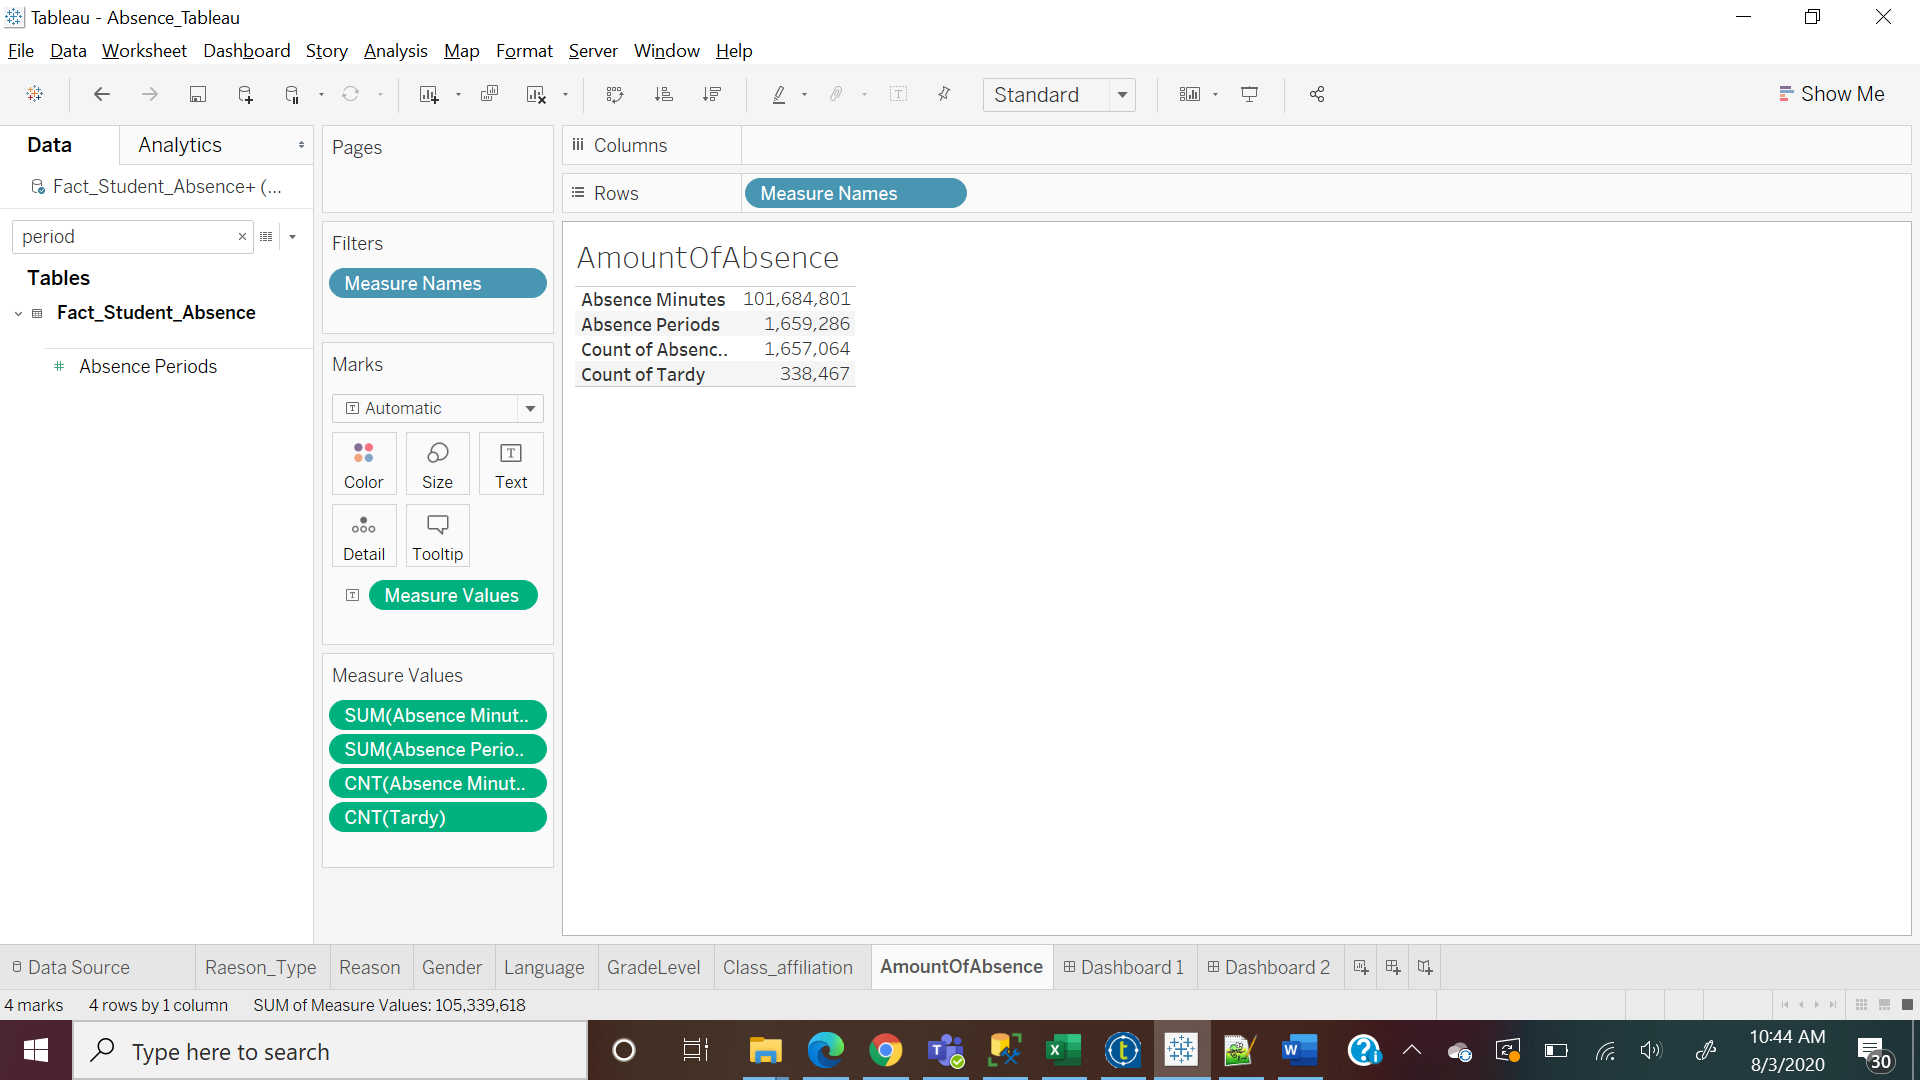 Tableau - Absence_Tableau
File Data Worksheet Dashboard Story Analysis Map Format Server Window Help
Standard
Show Me
Data Analytics
Fact_Student_Absence+ (...
period
Tables
Fact_Student_Absence
Absence Periods
Pages
Filters
Measure Names
Marks
Automatic
Color Size Text
Detail Tooltip
Measure Values
Measure Values
SUM(Absence Minut..
SUM(Absence Perio..
CNT(Absence Minut..
CNT(Tardy)
Columns
Rows Measure Names
AmountOfAbsence
Absence Minutes 101,684,801
Absence Periods 1,659,286
Count of Absenc.. 1,657,064
Count of Tardy 338,467
Data Source Raeson_Type Reason Gender Language GradeLevel Class_affiliation AmountOfAbsence Dashboard 1 Dashboard 2
4 marks 4 rows by 1 column SUM of Measure Values: 105,339,618
Type here to search
10:44 AM
8/3/2020
30